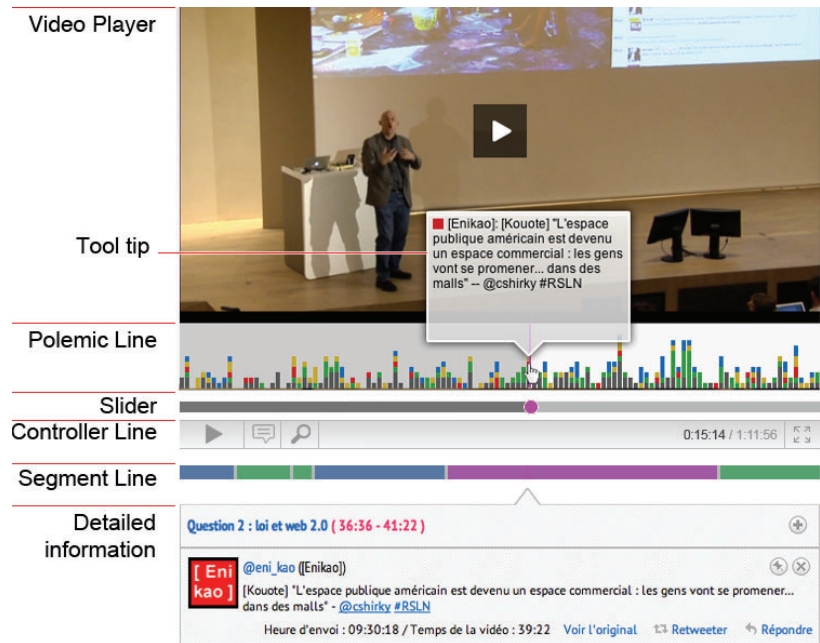 Video Player
Tool tip
[Enikao]: [Kouote] "L'espace
publique américain est devenu
un espace commercial : les gens
vont se promener... dans des
malls" -- @cshirky #RSLN
Polemic Line
Slider
Controller Line
0:15:14 / 1:11:56
Segment Line
Detailed
information
Question 2 : loi et web 2.0 ( 36:36 - 41:22 )
[ Eni
kao ]
@eni_kao ([Enikao])
[Kouote] "L'espace publique américain est devenu un espace commercial : les gens vont se promener...
dans des malls" - @cshirky #RSLN
Heure d'envoi : 09:30:18 / Temps de la vidéo : 39:22 Voir l'original Retweeter Répondre